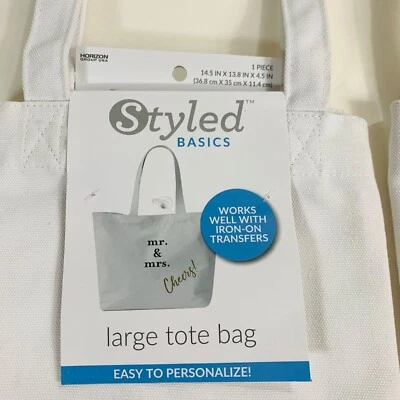 HORIZON
GROUP USA
1 PIECE
14.5 IN X 13.8 IN X 4.5 IN
(36.8 cm X 35 cm X 11.4 cm)
Styled™
BASICS
WORKS
WELL WITH
IRON-ON
TRANSFERS
mr.
&
mrs.
Cheers!
large tote bag
EASY TO PERSONALIZE!